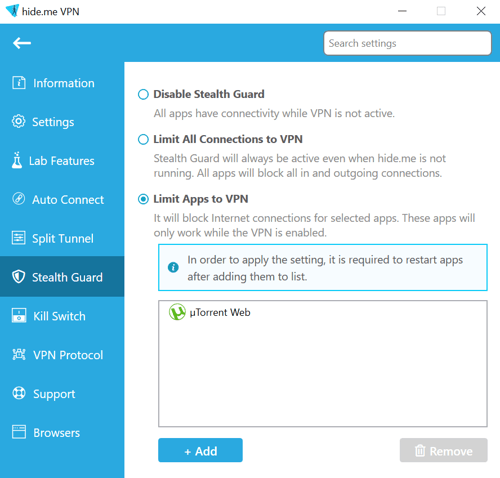 hide.me VPN
Search settings
Information
Settings
Lab Features
Auto Connect
Split Tunnel
Stealth Guard
Kill Switch
VPN Protocol
Support
Browsers
Disable Stealth Guard
All apps have connectivity while VPN is not active.
Limit All Connections to VPN
Stealth Guard will always be active even when hide.me is not
running. All apps will block all in and outgoing connections.
Limit Apps to VPN
It will block Internet connections for selected apps. These apps will
only work while the VPN is enabled.
In order to apply the setting, it is required to restart apps
after adding them to list.
µTorrent Web
+ Add
Remove